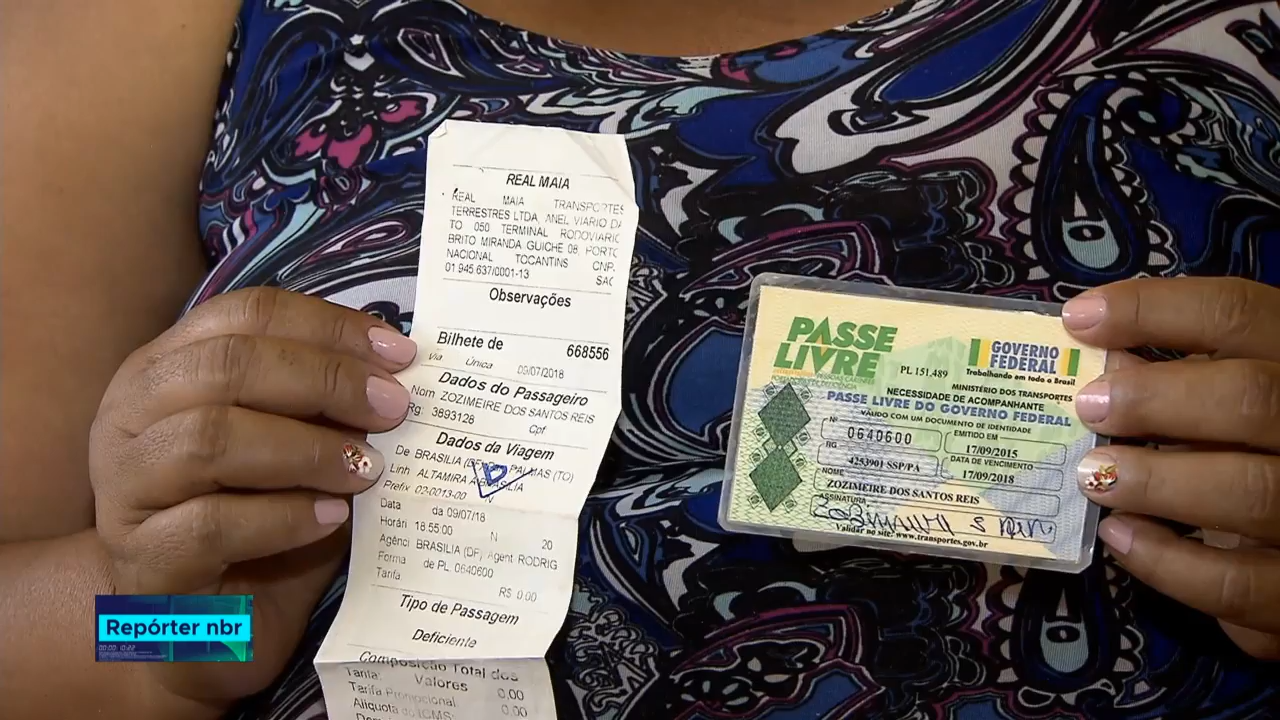 REAL MAIA
REAL MAIA TRANSPORTES
TERRESTRES LTDA, ANEL VIARIO DA
TO 050 TERMINAL RODOVIARIO
BRITO MIRANDA GUICHE 08, PORTO
NACIONAL TOCANTINS CNP.
01.945.637/0001-13 SAC
Observações
Bilhete de 668556
Via Única 09/07/2018
Dados do Passageiro
Nom ZOZIMEIRE DOS SANTOS REIS
Rg: 3893128 Cpf
Dados da Viagem
De BRASILIA (DF) PALMAS (TO)
Linh ALTAMIRA A BRASILIA
Prefix 02-0013-00 N
Data da 09/07/18
Horári 18:55:00 N 20
Agênci BRASILIA (DF) Agent RODRIG
Forma de PL. 0640600
Tarifa R$ 0.00
Tipo de Passagem
Deficiente
Composição Total dos
Valores
Tarifa: 0,00
Tarifa Promocional 0.00
Aliquota do ICMS:
PASSE
LIVRE
PL 151.489
GOVERNO
FEDERAL
Trabalhando em todo o Brasil
MINISTÉRIO DOS TRANSPORTES
NECESSIDADE DE ACOMPANHANTE
PASSE LIVRE DO GOVERNO FEDERAL
VÁLIDO COM UM DOCUMENTO DE IDENTIDADE
Nº 0640600
EMITIDO EM
17/09/2015
RG
4253901 SSP/PA
DATA DE VENCIMENTO
17/09/2018
NOME
ZOZIMEIRE DOS SANTOS REIS
ASSINATURA
Validar no site: www.transportes.gov.br
Repórter nbr